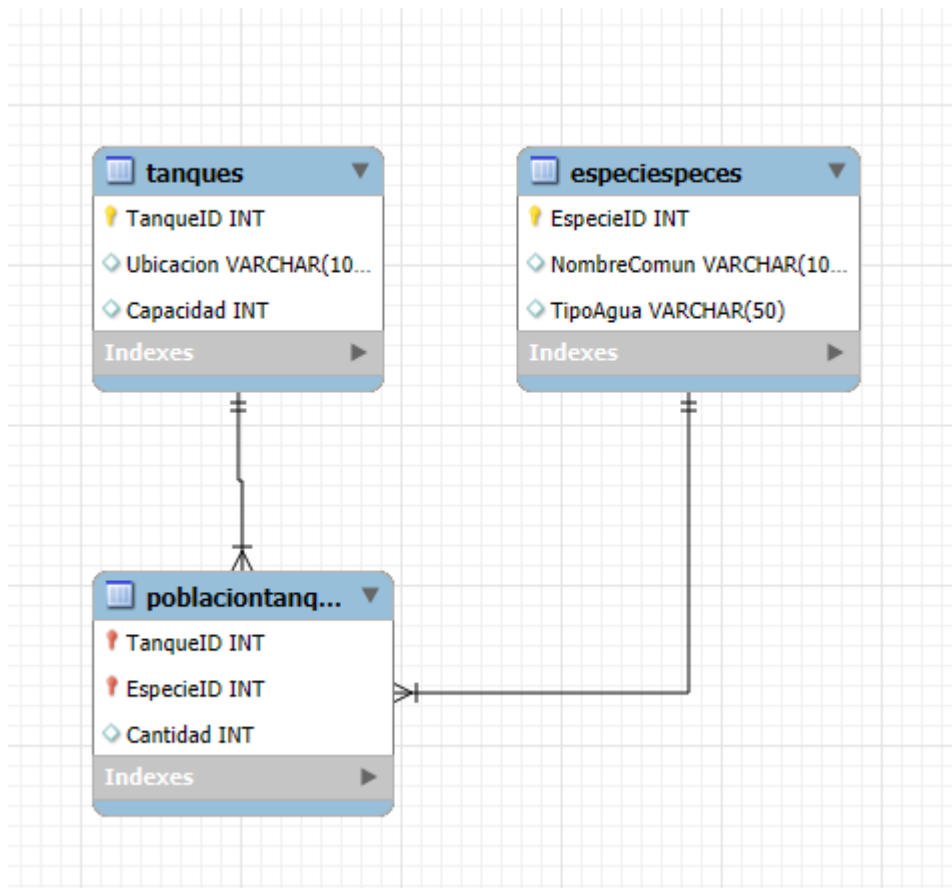 tanques
TanqueID INT
Ubicacion VARCHAR(10...
Capacidad INT
Indexes
especiespeces
EspecieID INT
NombreComun VARCHAR(10...
TipoAgua VARCHAR(50)
Indexes
poblaciontanq...
TanqueID INT
EspecieID INT
Cantidad INT
Indexes